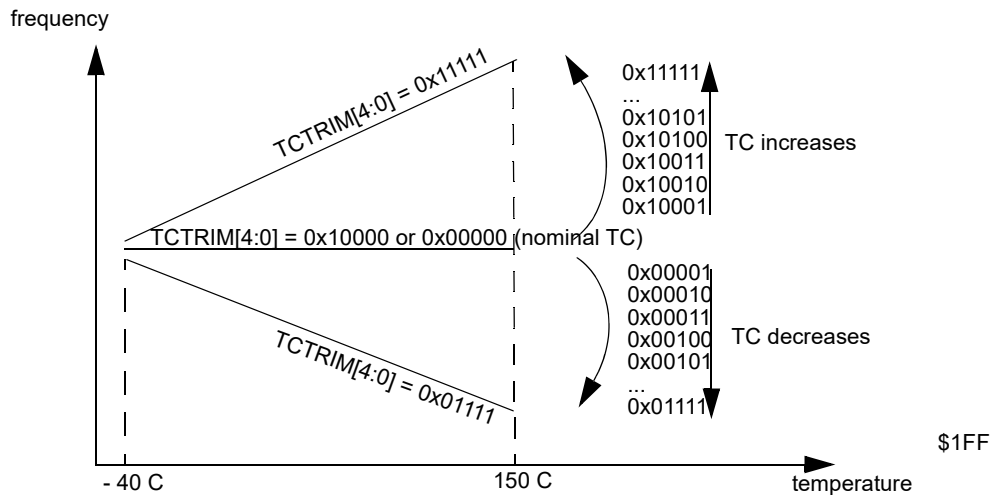 frequency
TCTRIM[4:0] = 0x11111
0x11111
...
0x10101
0x10100
0x10011
0x10010
0x10001
TC increases
TCTRIM[4:0] = 0x10000 or 0x00000 (nominal TC)
0x00001
0x00010
0x00011
0x00100
0x00101
...
0x01111
TC decreases
TCTRIM[4:0] = 0x01111
$1FF
- 40 C
150 C
temperature